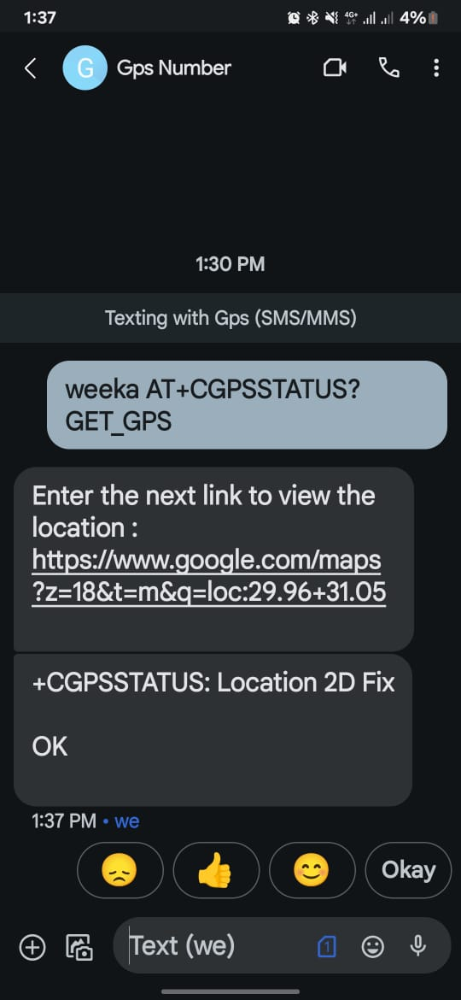 1:37
4G+
4%
G
Gps Number
1:30 PM
Texting with Gps (SMS/MMS)
weeka AT+CGPSSTATUS?
GET_GPS
Enter the next link to view the
location :
https://www.google.com/maps
?z=18&t=m&q=loc:29.96+31.05
+CGPSSTATUS: Location 2D Fix
OK
1:37 PM • we
Okay
Text (we)
1